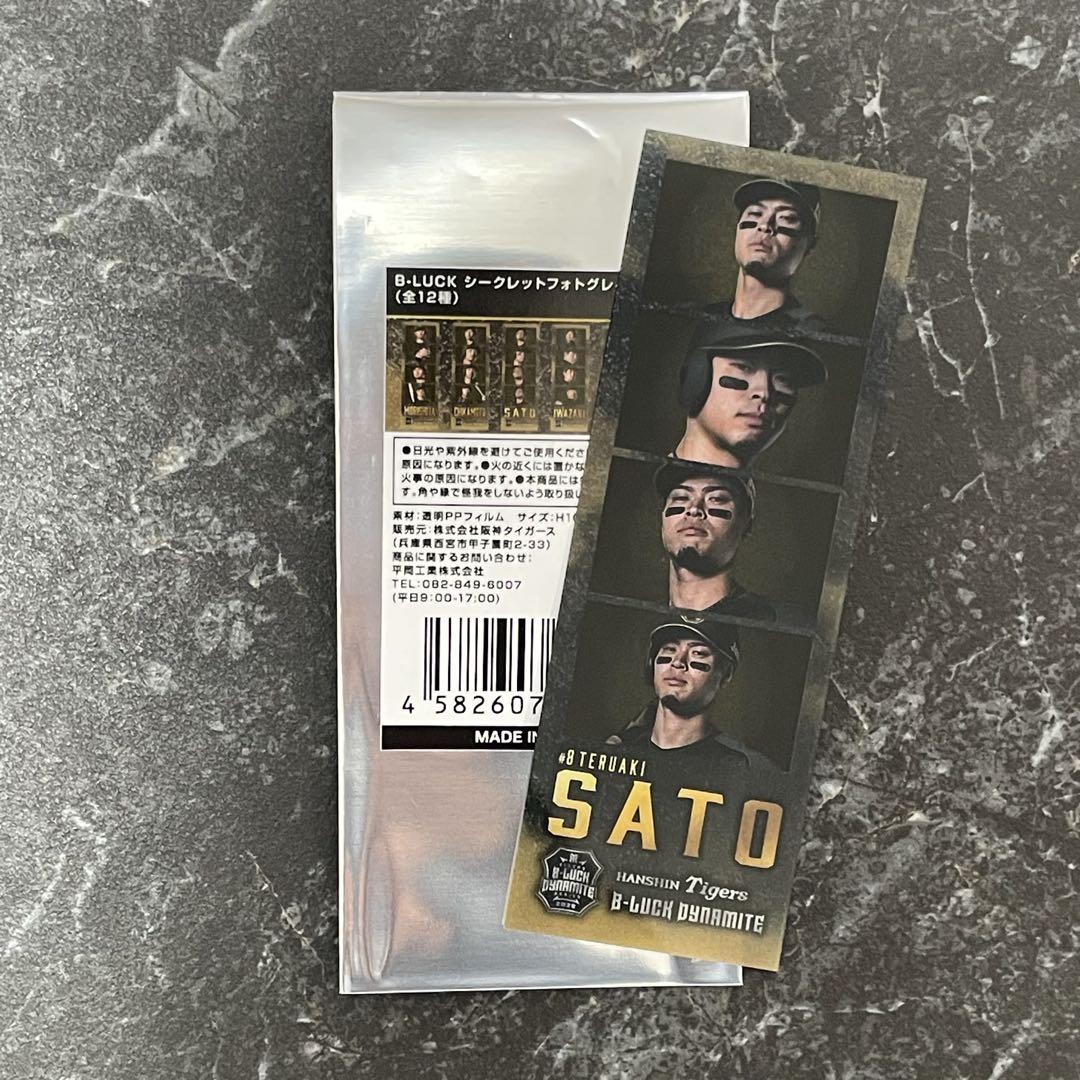 B-LUCK シークレットフォトグレ
(全12種)
MORISHITA
CHIKAMOTO
SATO
IWAZAKI
●日光や紫外線を避けてご使用くださ
原因になります。●火の近くには置かな
火事の原因になります。●本商品には
す。角や縁で怪我をしないよう取り扱い
素材:透明PPフィルム サイズ:H1
販売元:株式会社阪神タイガース
(兵庫県西宮市甲子園町2-33)
商品に関するお問い合わせ:
平岡工業株式会社
TEL:082-849-6007
(平日9:00-17:00)
4 582607
MADE IN
#8 TERUAKI
SATO
B-LUCK
DYNAMITE
HANSHIN Tigers
B-LUCK DYNAMITE